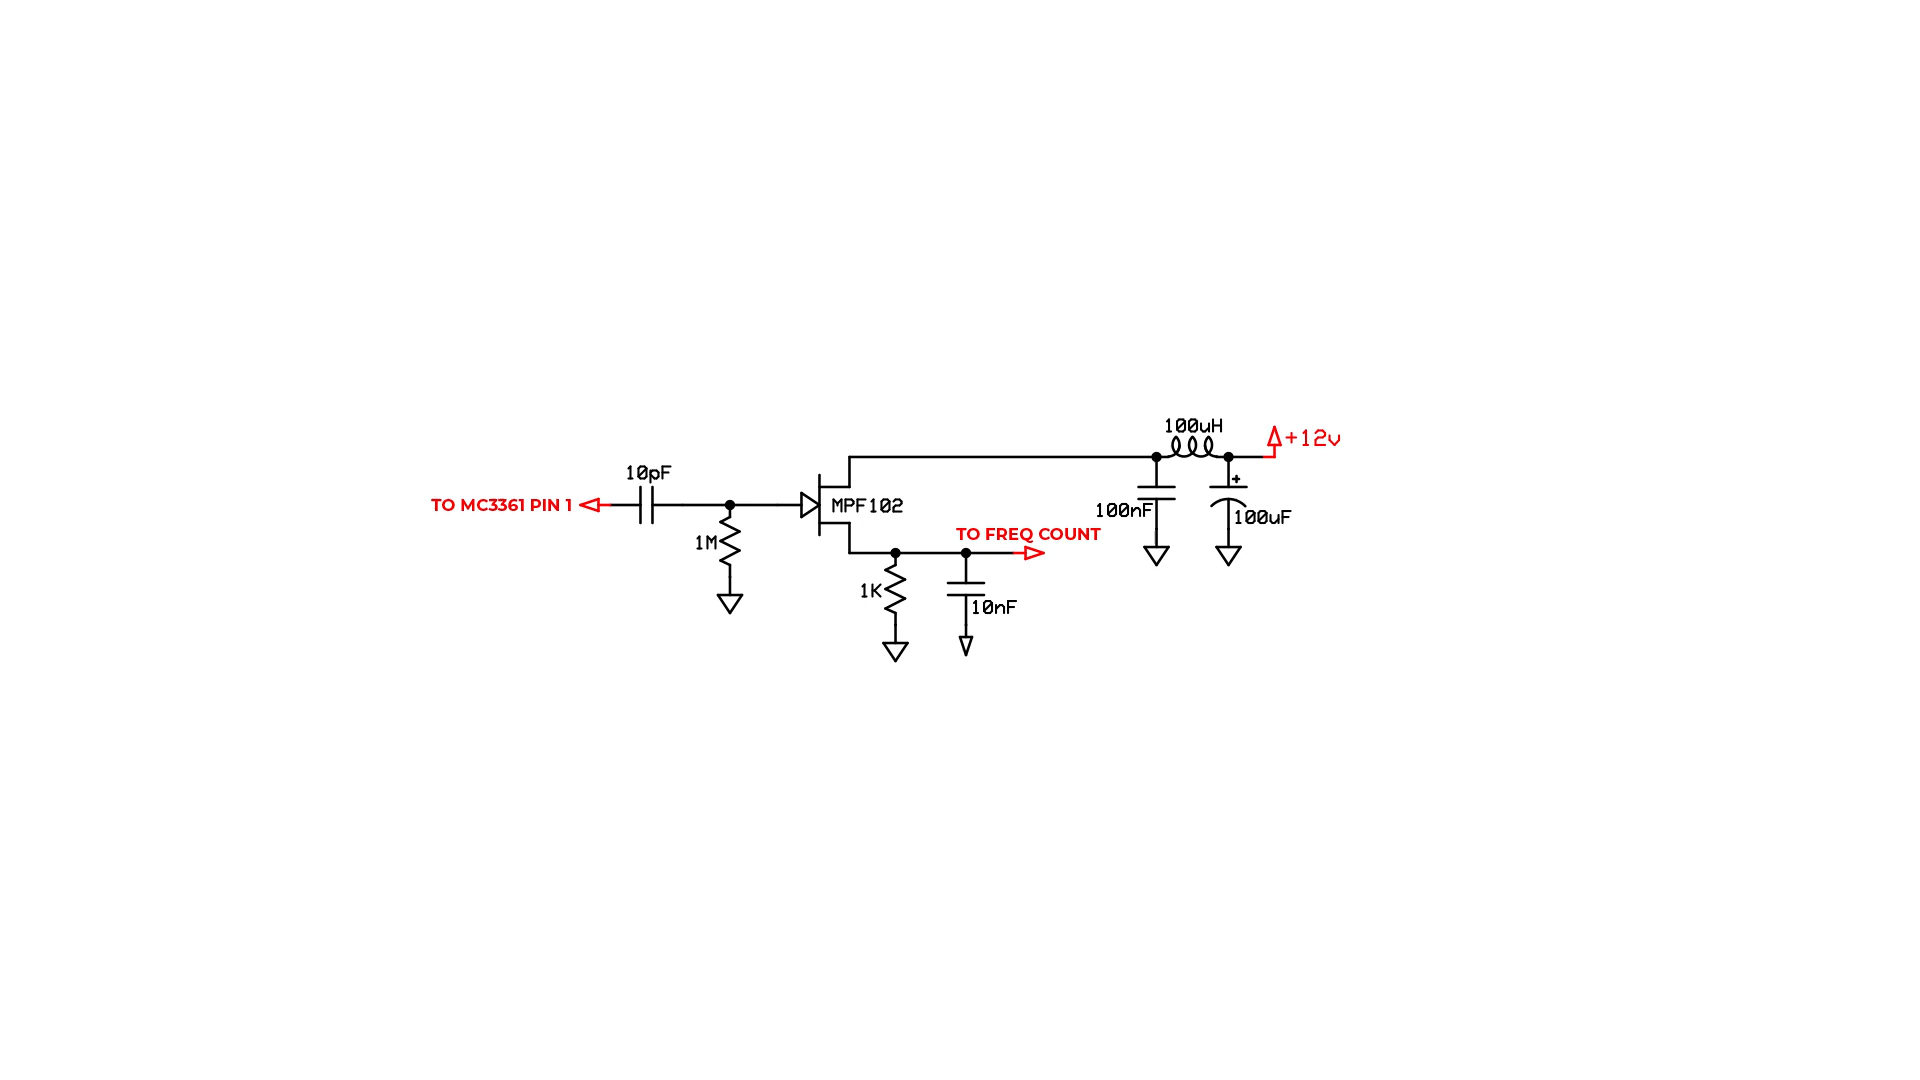 100uH
+12v
10pF
TO MC3361 PIN 1
MPF102
100nF
100uF
TO FREQ COUNT
1M
1K
10nF
+